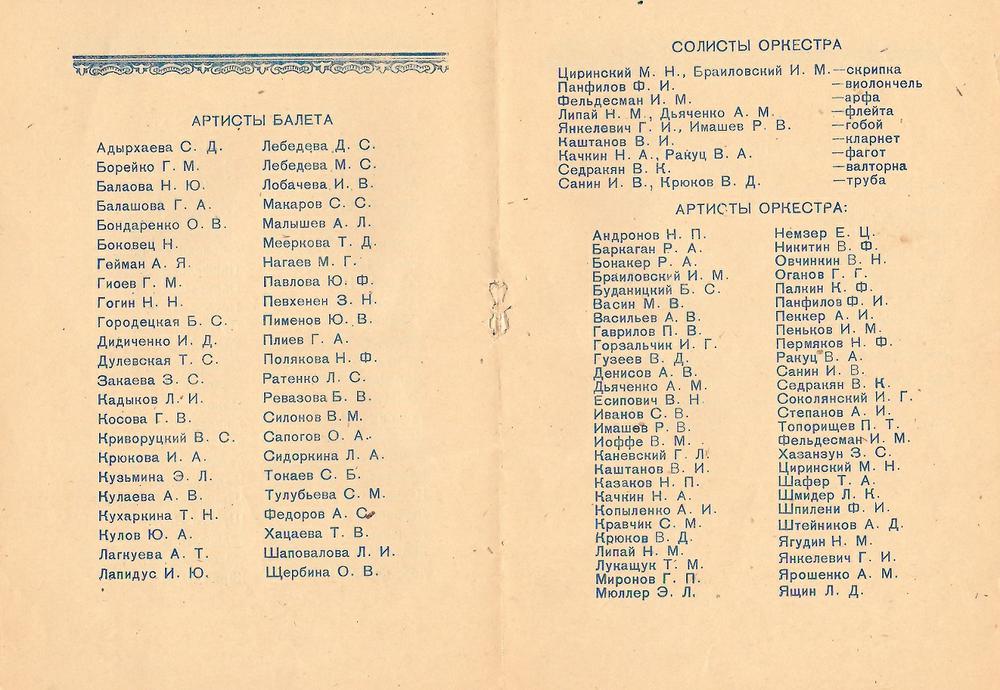 АРТИСТЫ БАЛЕТА
Адырхаева С. Д.
Борейко Г. М.
Балаова Н. Ю.
Балашова Г. А.
Бондаренко О. В.
Боковец Н.
Гейман А. Я.
Гиоев Г. М.
Гогин Н. Н.
Городецкая Б. С.
Дидиченко И. Д.
Дулевская Т. С.
Закаева З. С.
Кадыков Л. И.
Косова Г. В.
Криворуцкий В. С.
Крюкова И. А.
Кузьмина Э. Л.
Кулаева А. В.
Кухаркина Т. Н.
Кулов Ю. А.
Лагкуева А. Т.
Лапидус И. Ю.
Лебедева Д. С.
Лебедева М. С.
Лобачева И. В.
Макаров С. С.
Малышев А. Л.
Мееркова Т. Д.
Нагаев М. Г.
Павлова Ю. Ф.
Певхенен З. Н.
Пименов Ю. В.
Плиев Г. А.
Полякова Н. Ф.
Ратенко Л. С.
Ревазова Б. В.
Силонов В. М.
Сапогов О. А.
Сидоркина Л. А.
Токаев С. Б.
Тулубьева С. М.
Федоров А. С.
Хацаева Т. В.
Шаповалова Л. И.
Щербина О. В.
СОЛИСТЫ ОРКЕСТРА
Циринский М. Н., Браиловский И. М.—скрипка
Панфилов Ф. И. —виолончель
Фельдесман И. М. —арфа
Липай Н. М., Дьяченко А. М. —флейта
Янкелевич Г. И., Имашев Р. В. —гобой
Каштанов В. И. —кларнет
Качкин Н. А., Ракуц В. А. —фагот
Седракян В. К. —валторна
Санин И. В., Крюков В. Д. —труба
АРТИСТЫ ОРКЕСТРА:
Андронов Н. П.
Баркаган Р. А.
Бонакер Р. А.
Браиловский И. М.
Буданицкий Б. С.
Васин М. В.
Васильев А. В.
Гаврилов П. В.
Горзальчик И. Г.
Гузеев В. Д.
Денисов А. В.
Дьяченко А. М.
Есипович В. Н
Иванов С. В.
Имашев Р. В.
Иоффе В. М.
Каневский Г. Л.
Каштанов В. И.
Казаков Н. П.
Качкин Н. А.
Копыленко А. И.
Кравчик С. М.
Крюков В. Д.
Липай Н. М.
Лукащук Т. М.
Миронов Г. П.
Мюллер Э. Л.
Немзер Е. Ц.
Никитин В. Ф.
Овчинкин В. Н.
Оганов Г. Г.
Палкин К. Ф.
Панфилов Ф. И.
Пеккер А. И.
Пеньков И. М.
Пермяков Н. Ф.
Ракуц В. А.
Санин И. В.
Седракян В. К.
Соколянский И. Г.
Степанов А. И.
Топорищев П. Т.
Фельдесман И. М.
Хазанзун З. С.
Циринский М. Н.
Шафер Т. А.
Шмидер Л. К.
Шпилени Ф. И.
Штейников А. Д.
Ягудин Н. М.
Янкелевич Г. И.
Ярошенко А. М.
Ящин Л. Д.